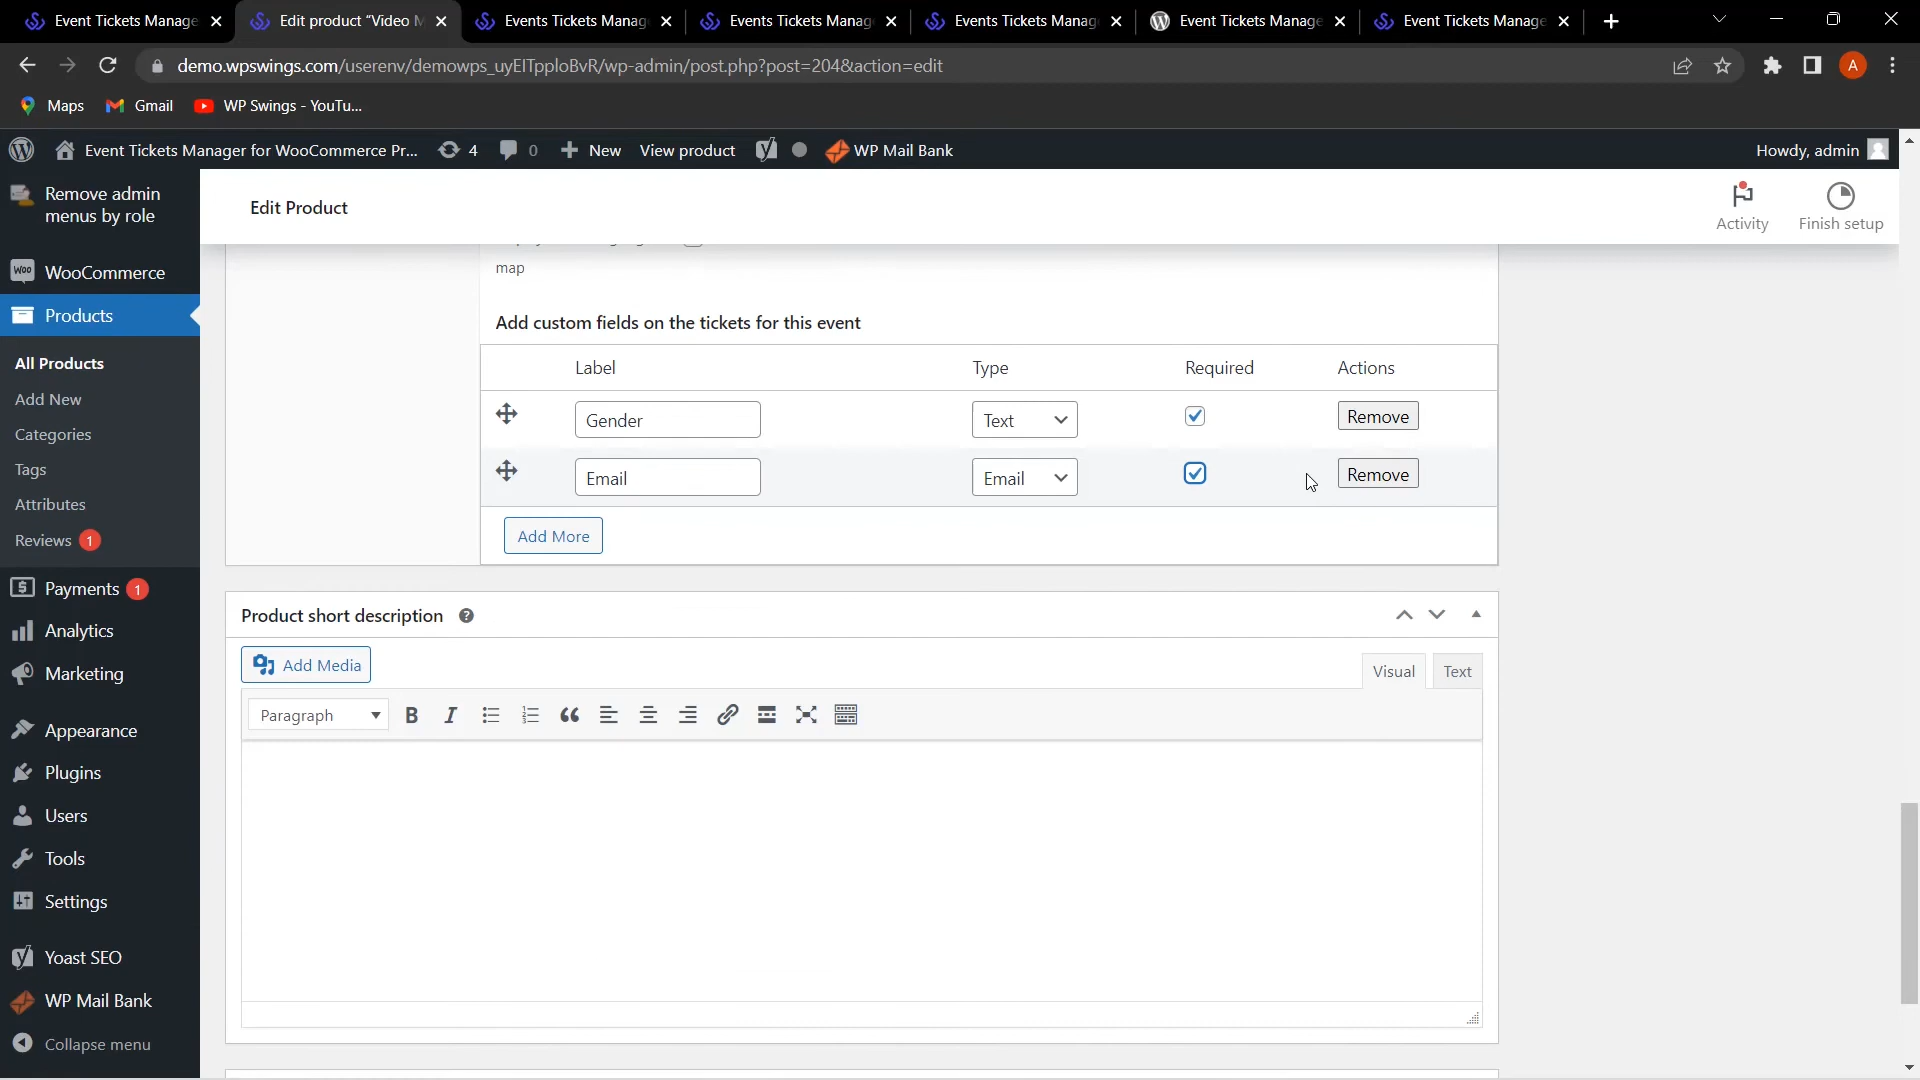 Event Tickets Manage
Edit product “Video M
Events Tickets Manag
Events Tickets Manag
Events Tickets Manag
Event Tickets Manage
Event Tickets Manage
demo.wpswings.com/userenv/demowps_uyEITpploBvR/wp-admin/post.php?post=204&action=edit
A
Maps
Gmail
WP Swings - YouTu...
Event Tickets Manager for WooCommerce Pr...
4
0
New
View product
WP Mail Bank
Howdy, admin
Remove admin
menus by role
WooCommerce
Products
All Products
Add New
Categories
Tags
Attributes
Reviews 1
Payments 1
Analytics
Marketing
Appearance
Plugins
Users
Tools
Settings
Yoast SEO
WP Mail Bank
Collapse menu
Edit Product
Activity
Finish setup
map
Add custom fields on the tickets for this event
Label
Type
Required
Actions
Gender
Text
Remove
Email
Email
Remove
Add More
Product short description
Add Media
Visual
Text
Paragraph